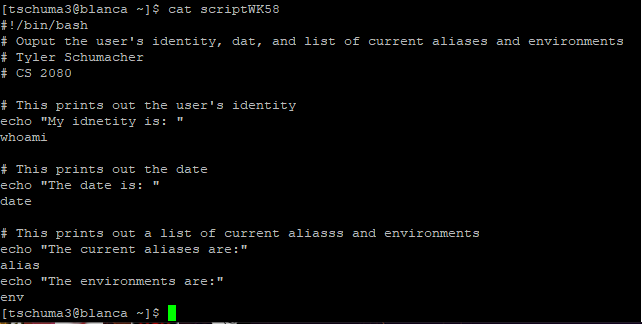 [tschuma3@blanca ~]$ cat scriptWK58
#!/bin/bash
# Ouput the user's identity, dat, and list of current aliases and environments
# Tyler Schumacher
# CS 2080
# This prints out the user's identity
echo "My idnetity is: "
whoami
# This prints out the date
echo "The date is: "
date
# This prints out a list of current aliasss and environments
echo "The current aliases are:"
alias
echo "The environments are:"
env
[tschuma3@blanca ~]$